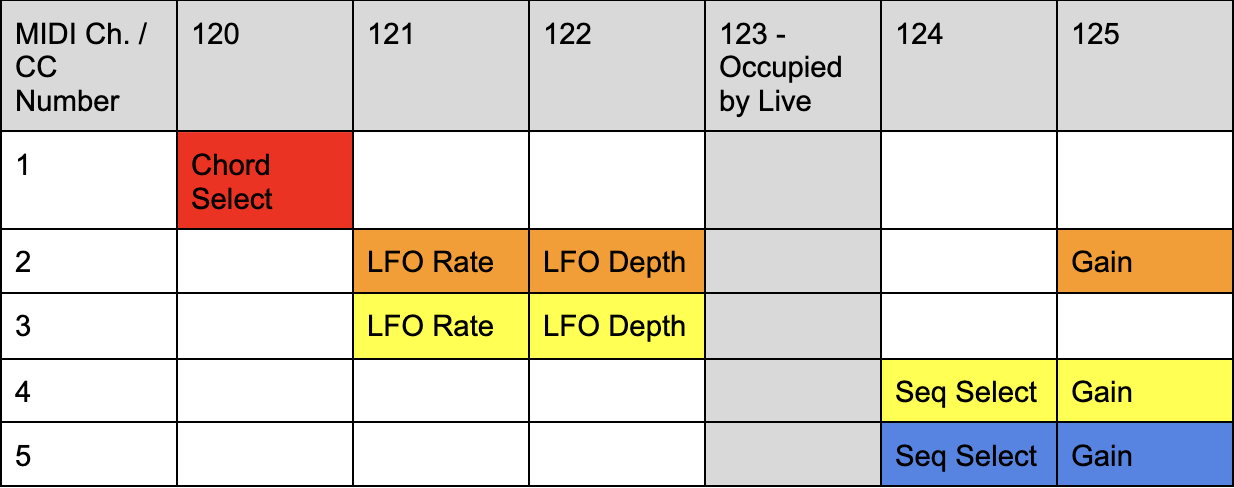 MIDI Ch. / CC Number 120 121 122 123 - Occupied by Live 124 125
1 Chord Select
2 LFO Rate LFO Depth Gain
3 LFO Rate LFO Depth
4 Seq Select Gain
5 Seq Select Gain